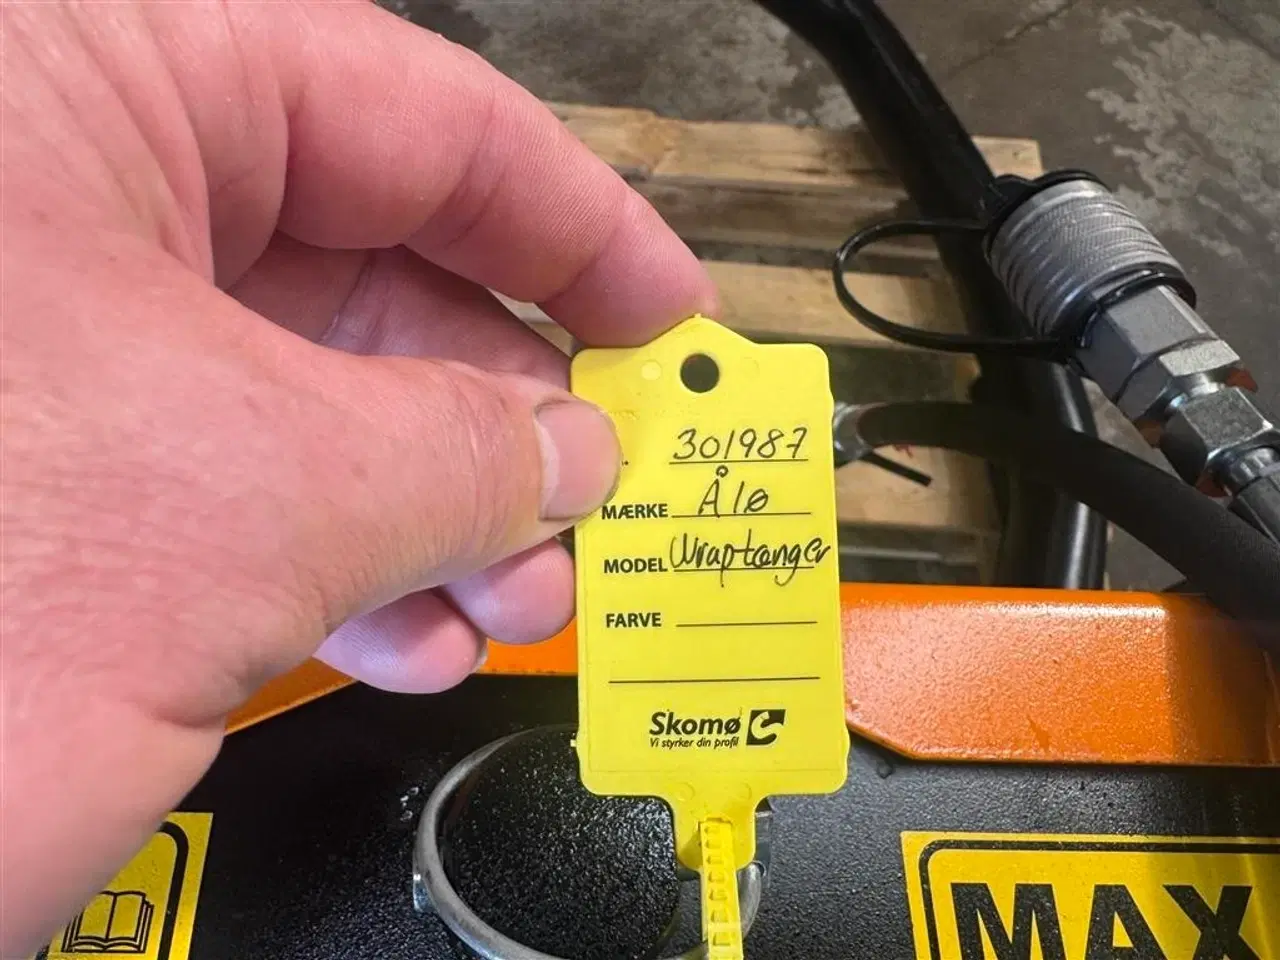 301987
MÆRKE Ålø
MODEL Wraptænger
FARVE
Skomø
Vi styrker din profil
MAX